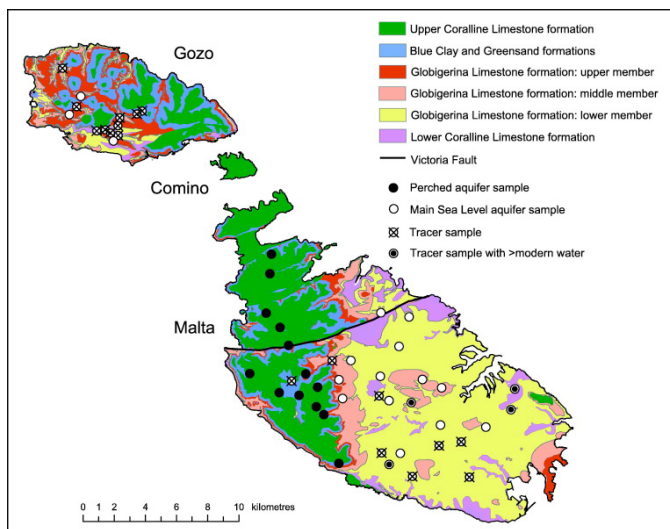 Gozo
Comino
Malta
Upper Coralline Limestone formation
Blue Clay and Greensand formations
Globigerina Limestone formation: upper member
Globigerina Limestone formation: middle member
Globigerina Limestone formation: lower member
Lower Coralline Limestone formation
Victoria Fault
Perched aquifer sample
Main Sea Level aquifer sample
Tracer sample
Tracer sample with >modern water
0 2 4 6 8 10 kilometres